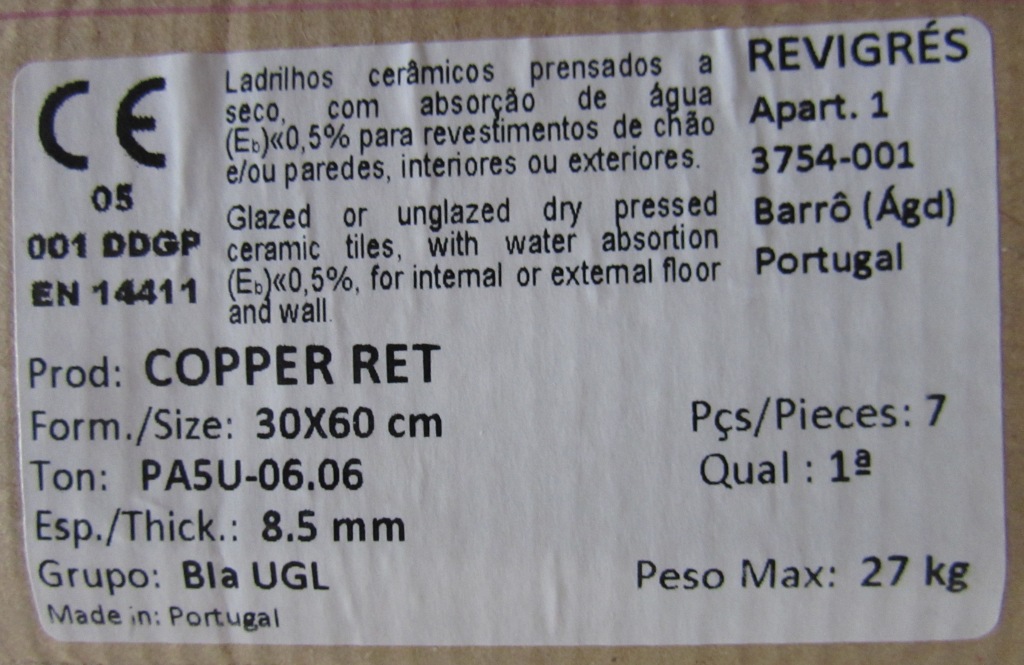 CE
05
001 DDGP
EN 14411
Ladrilhos cerâmicos prensados a
seco, com absorção de água
(Eb)«0,5% para revestimentos de chão
e/ou paredes, interiores ou exteriores.
Glazed or unglazed dry pressed
ceramic tiles, with water absortion
(Eb)«0,5%, for internal or external floor
and wall.
REVIGRÉS
Apart. 1
3754-001
Barrô (Ágd)
Portugal
Prod: COPPER RET
Form./Size: 30X60 cm
Pçs/Pieces: 7
Ton: PA5U-06.06
Qual : 1ª
Esp./Thick.: 8.5 mm
Grupo: BIa UGL
Peso Max: 27 kg
Made in: Portugal